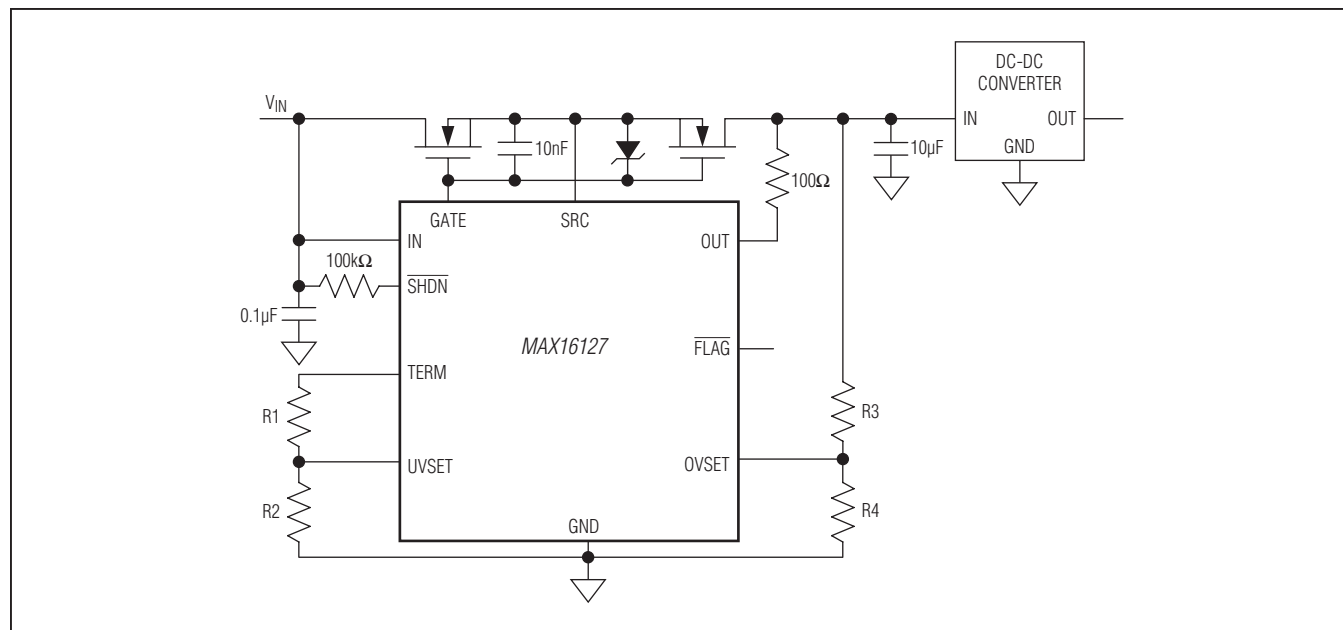 DC-DC
CONVERTER
VIN
IN
OUT
GND
10nF
10µF
100Ω
GATE
SRC
IN
OUT
100kΩ
SHDN
0.1µF
MAX16127
FLAG
TERM
R1
R3
UVSET
OVSET
R2
R4
GND